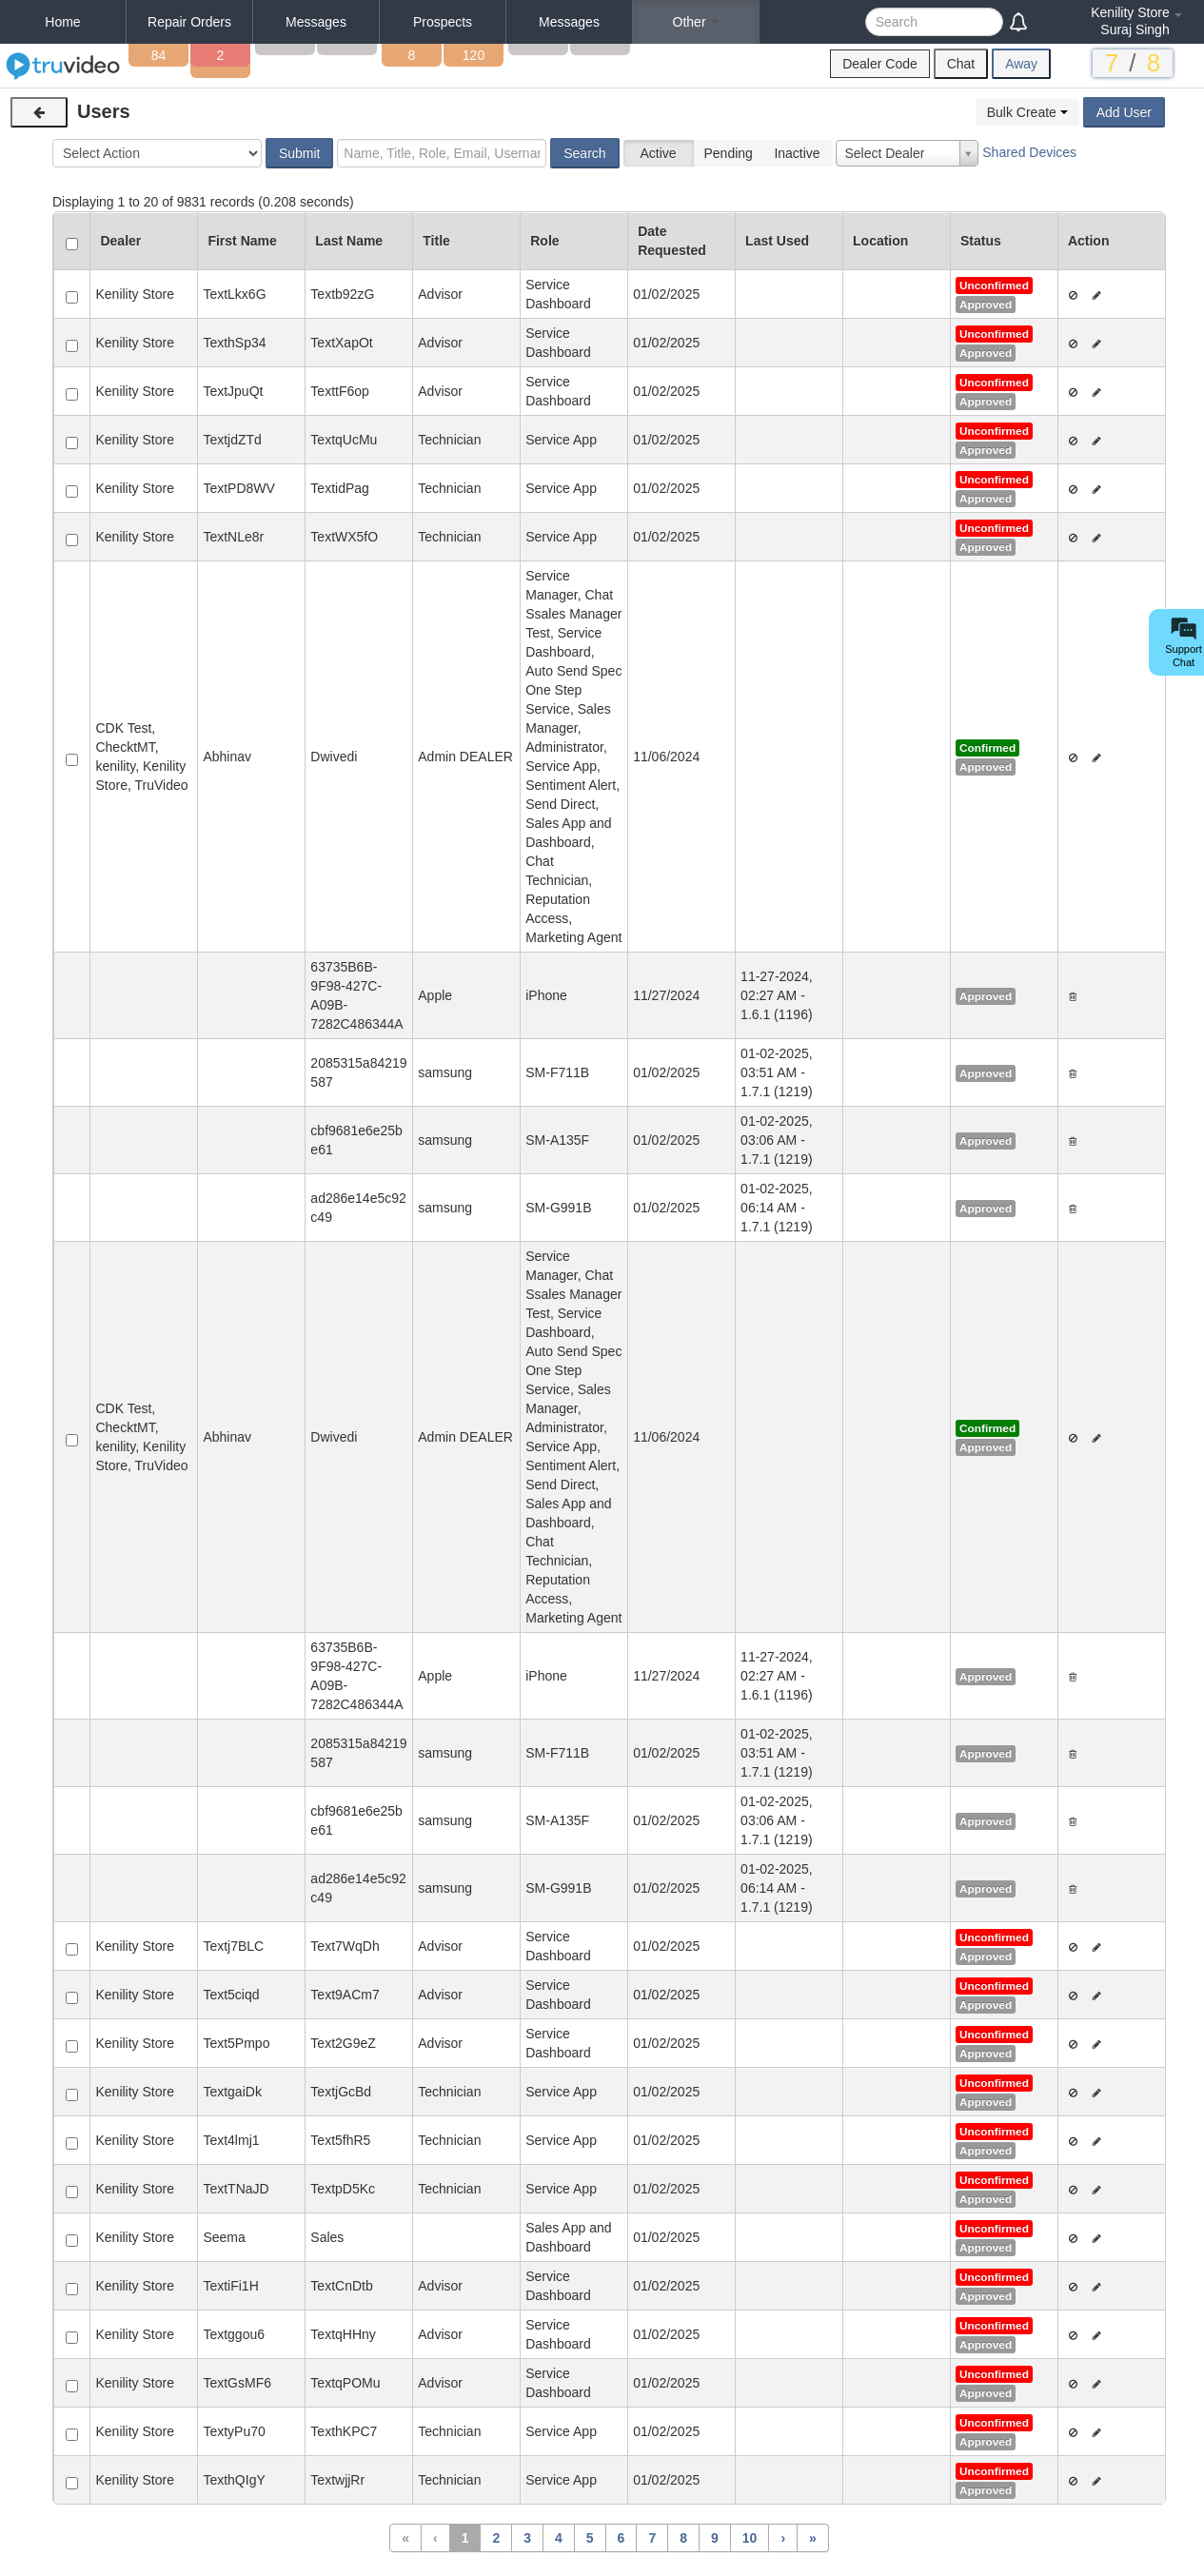 Home Repair Orders Messages Prospects Messages Other Search Kenility Store
Suraj Singh
truvideo 84 2 8 120 Dealer Code Chat Away 7 / 8
Users Bulk Create Add User
Select Action Submit Name, Title, Role, Email, Usernam Search Active Pending Inactive Select Dealer Shared Devices
Displaying 1 to 20 of 9831 records (0.208 seconds)
Dealer First Name Last Name Title Role Date Requested Last Used Location Status Action
Kenility Store TextLkx6G Textb92zG Advisor Service Dashboard 01/02/2025 Unconfirmed Approved
Kenility Store TexthSp34 TextXapOt Advisor Service Dashboard 01/02/2025 Unconfirmed Approved
Kenility Store TextJpuQt TexttF6op Advisor Service Dashboard 01/02/2025 Unconfirmed Approved
Kenility Store TextjdZTd TextqUcMu Technician Service App 01/02/2025 Unconfirmed Approved
Kenility Store TextPD8WV TextidPag Technician Service App 01/02/2025 Unconfirmed Approved
Kenility Store TextNLe8r TextWX5fO Technician Service App 01/02/2025 Unconfirmed Approved
CDK Test, ChecktMT, kenility, Kenility Store, TruVideo Abhinav Dwivedi Admin DEALER Service Manager, Chat Ssales Manager Test, Service Dashboard, Auto Send Spec One Step Service, Sales Manager, Administrator, Service App, Sentiment Alert, Send Direct, Sales App and Dashboard, Chat Technician, Reputation Access, Marketing Agent 11/06/2024 Confirmed Approved
Support Chat
63735B6B-9F98-427C-A09B-7282C486344A Apple iPhone 11/27/2024 11-27-2024, 02:27 AM - 1.6.1 (1196) Approved
2085315a84219587 samsung SM-F711B 01/02/2025 01-02-2025, 03:51 AM - 1.7.1 (1219) Approved
cbf9681e6e25be61 samsung SM-A135F 01/02/2025 01-02-2025, 03:06 AM - 1.7.1 (1219) Approved
ad286e14e5c92c49 samsung SM-G991B 01/02/2025 01-02-2025, 06:14 AM - 1.7.1 (1219) Approved
CDK Test, ChecktMT, kenility, Kenility Store, TruVideo Abhinav Dwivedi Admin DEALER Service Manager, Chat Ssales Manager Test, Service Dashboard, Auto Send Spec One Step Service, Sales Manager, Administrator, Service App, Sentiment Alert, Send Direct, Sales App and Dashboard, Chat Technician, Reputation Access, Marketing Agent 11/06/2024 Confirmed Approved
63735B6B-9F98-427C-A09B-7282C486344A Apple iPhone 11/27/2024 11-27-2024, 02:27 AM - 1.6.1 (1196) Approved
2085315a84219587 samsung SM-F711B 01/02/2025 01-02-2025, 03:51 AM - 1.7.1 (1219) Approved
cbf9681e6e25be61 samsung SM-A135F 01/02/2025 01-02-2025, 03:06 AM - 1.7.1 (1219) Approved
ad286e14e5c92c49 samsung SM-G991B 01/02/2025 01-02-2025, 06:14 AM - 1.7.1 (1219) Approved
Kenility Store Textj7BLC Text7WqDh Advisor Service Dashboard 01/02/2025 Unconfirmed Approved
Kenility Store Text5ciqd Text9ACm7 Advisor Service Dashboard 01/02/2025 Unconfirmed Approved
Kenility Store Text5Pmpo Text2G9eZ Advisor Service Dashboard 01/02/2025 Unconfirmed Approved
Kenility Store TextgaiDk TextjGcBd Technician Service App 01/02/2025 Unconfirmed Approved
Kenility Store Text4lmj1 Text5fhR5 Technician Service App 01/02/2025 Unconfirmed Approved
Kenility Store TextTNaJD TextpD5Kc Technician Service App 01/02/2025 Unconfirmed Approved
Kenility Store Seema Sales Sales App and Dashboard 01/02/2025 Unconfirmed Approved
Kenility Store TextiFi1H TextCnDtb Advisor Service Dashboard 01/02/2025 Unconfirmed Approved
Kenility Store Textggou6 TextqHHny Advisor Service Dashboard 01/02/2025 Unconfirmed Approved
Kenility Store TextGsMF6 TextqPOMu Advisor Service Dashboard 01/02/2025 Unconfirmed Approved
Kenility Store TextyPu70 TexthKPC7 Technician Service App 01/02/2025 Unconfirmed Approved
Kenility Store TexthQIgY TextwjjRr Technician Service App 01/02/2025 Unconfirmed Approved
« ‹ 1 2 3 4 5 6 7 8 9 10 › »